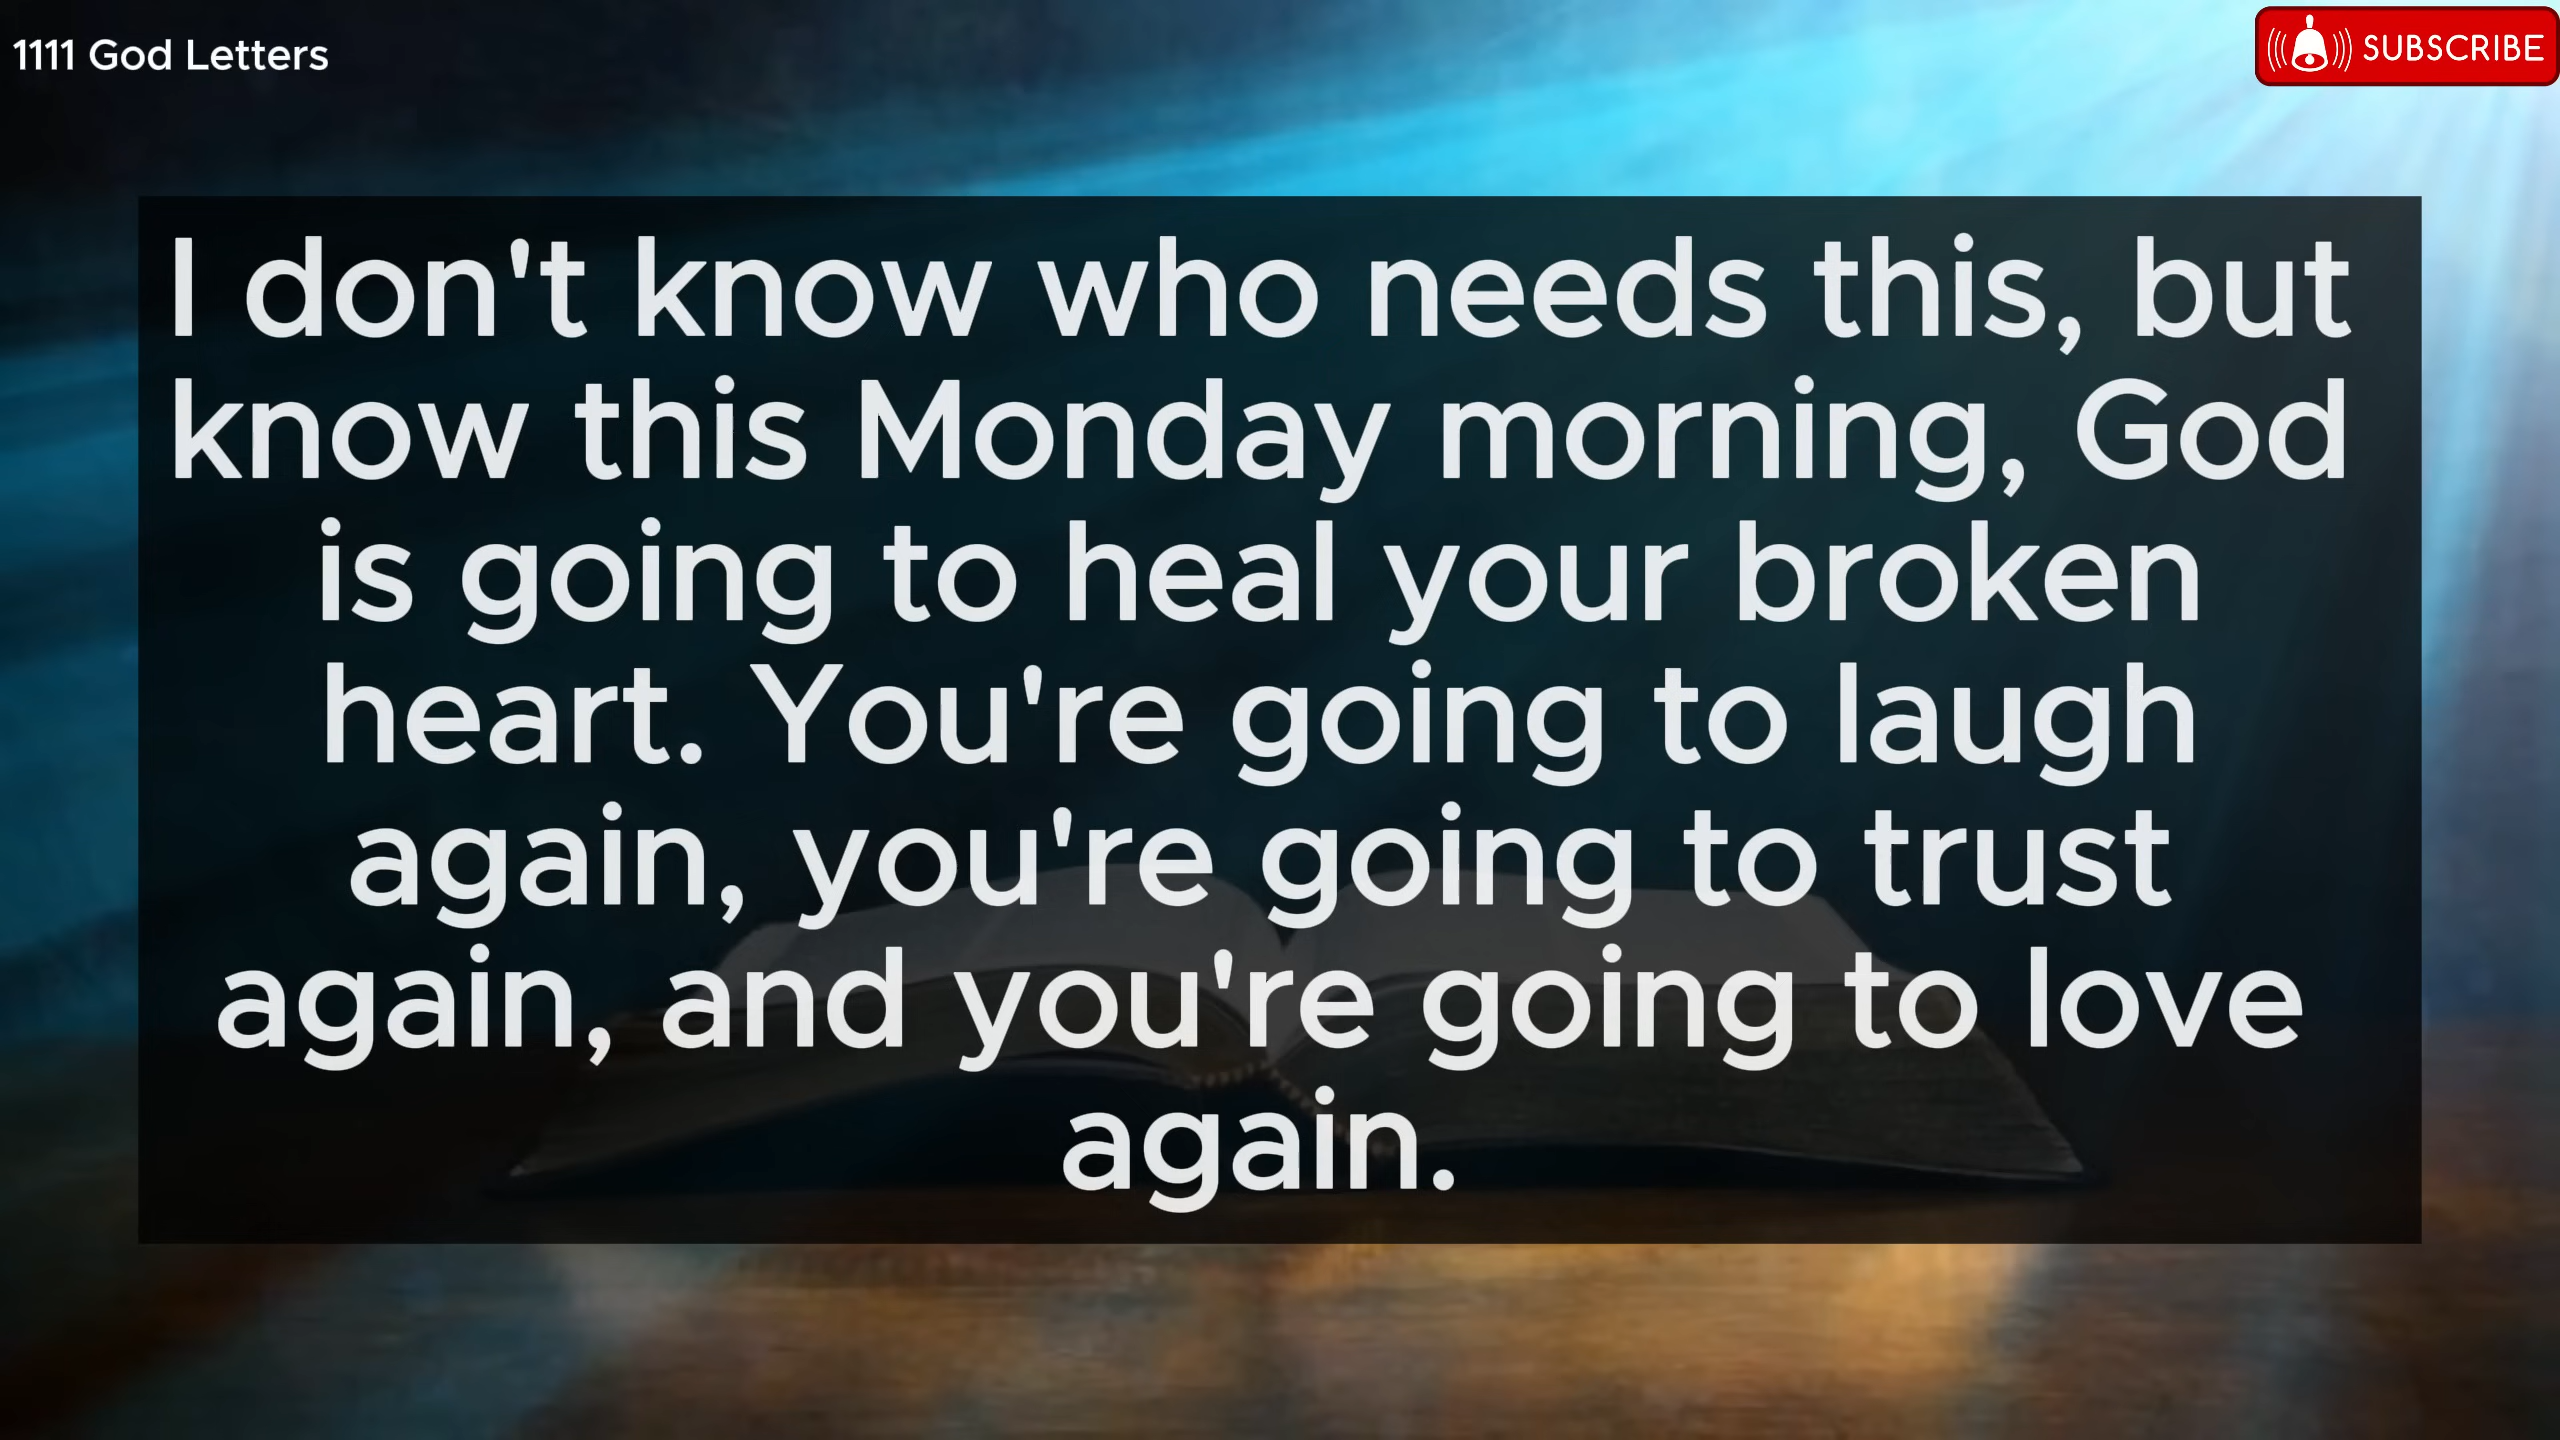 1111 God Letters
SUBSCRIBE
I don't know who needs this, but
know this Monday morning, God
is going to heal your broken
heart. You're going to laugh
again, you're going to trust
again, and you're going to love
again.